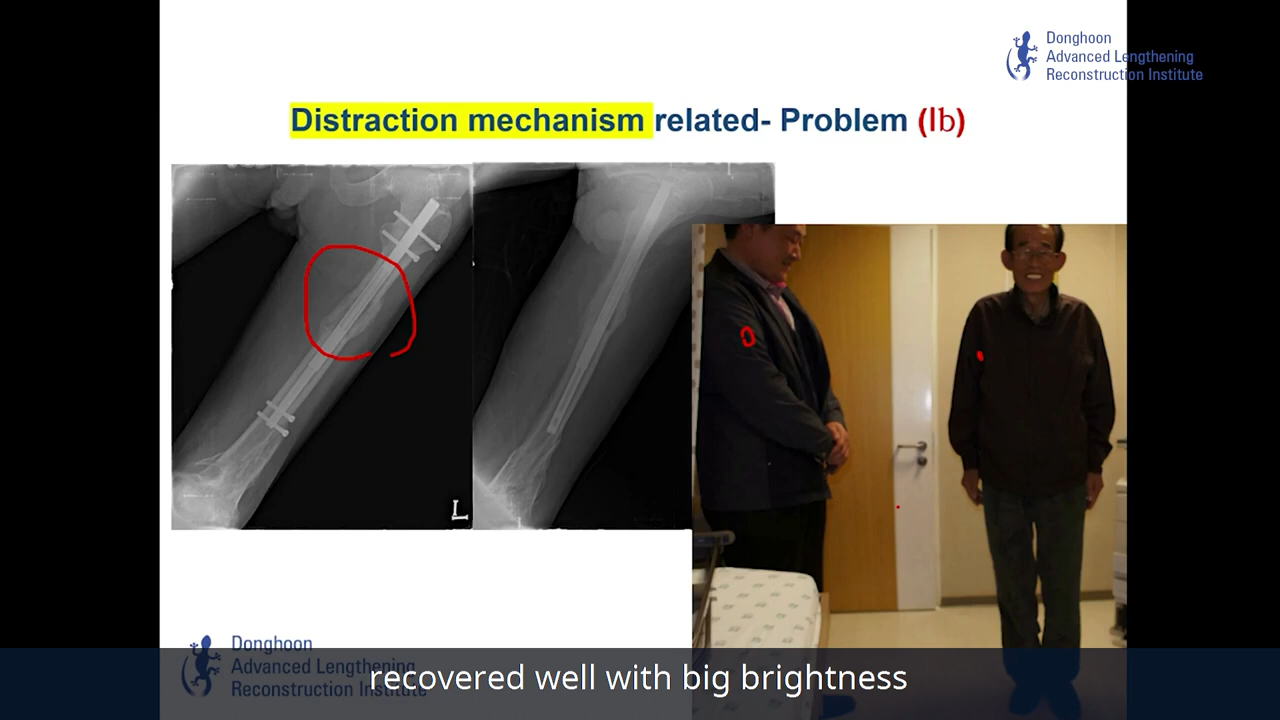 Donghoon
Advanced Lengthening
Reconstruction Institute
Distraction mechanism related- Problem (Ib)
L
Donghoon
Advanced Lengthening
Reconstruction Institute
recovered well with big brightness